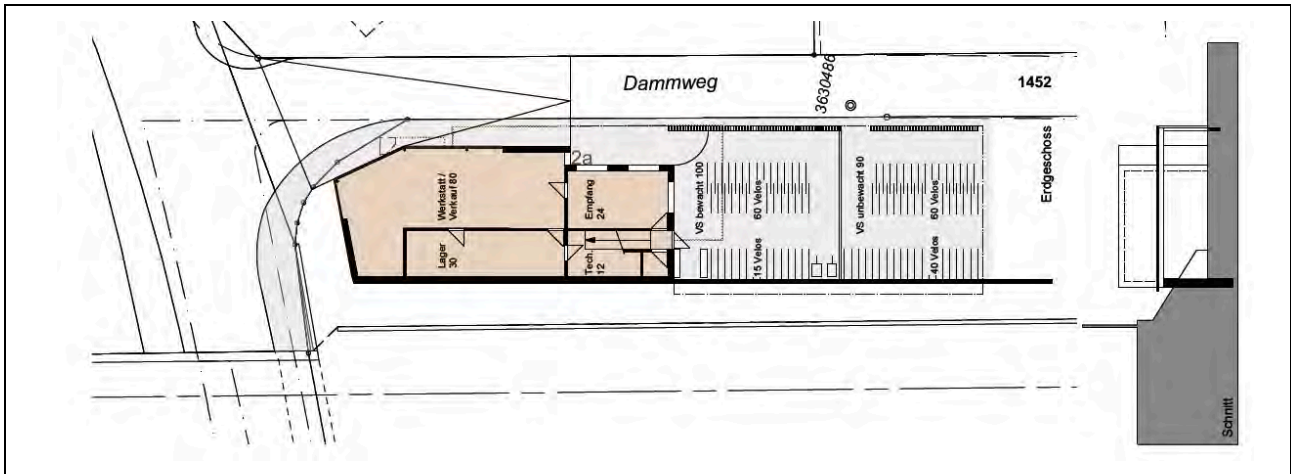 Dammweg
3630486
1452
2a
Werkstatt /
Verkauf 80
Lager
30
Empfang
24
Tech.
12
VS bewacht 100
60 Velos
15 Velos
VS unbewacht 90
60 Velos
40 Velos
Erdgeschoss
Schnitt